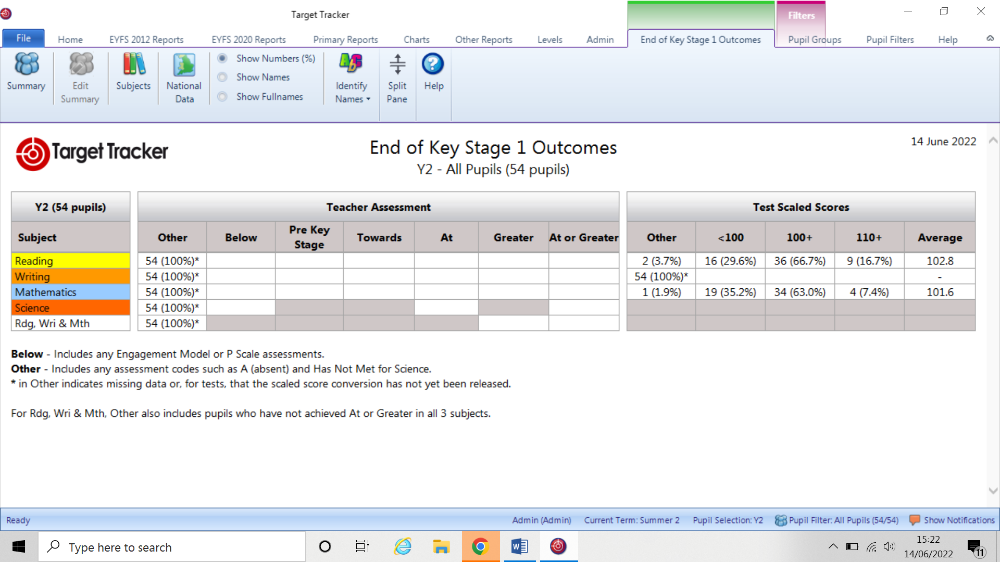 Target Tracker
Filters
File Home EYFS 2012 Reports EYFS 2020 Reports Primary Reports Charts Other Reports Levels Admin End of Key Stage 1 Outcomes Pupil Groups Pupil Filters Help
Summary
Edit Summary
Subjects
National Data
Show Numbers (%)
Show Names
Show Fullnames
Identify Names
Split Pane
Help
Target Tracker
End of Key Stage 1 Outcomes
14 June 2022
Y2 - All Pupils (54 pupils)
Y2 (54 pupils) Teacher Assessment Test Scaled Scores
Subject Other Below Pre Key Stage Towards At Greater At or Greater Other <100 100+ 110+ Average
Reading 54 (100%)* 2 (3.7%) 16 (29.6%) 36 (66.7%) 9 (16.7%) 102.8
Writing 54 (100%)* 54 (100%)* -
Mathematics 54 (100%)* 1 (1.9%) 19 (35.2%) 34 (63.0%) 4 (7.4%) 101.6
Science 54 (100%)*
Rdg, Wri & Mth 54 (100%)*
Below - Includes any Engagement Model or P Scale assessments.
Other - Includes any assessment codes such as A (absent) and Has Not Met for Science.
* in Other indicates missing data or, for tests, that the scaled score conversion has not yet been released.
For Rdg, Wri & Mth, Other also includes pupils who have not achieved At or Greater in all 3 subjects.
Ready Admin (Admin) Current Term: Summer 2 Pupil Selection: Y2 Pupil Filter: All Pupils (54/54) Show Notifications
Type here to search
15:22
14/06/2022
11